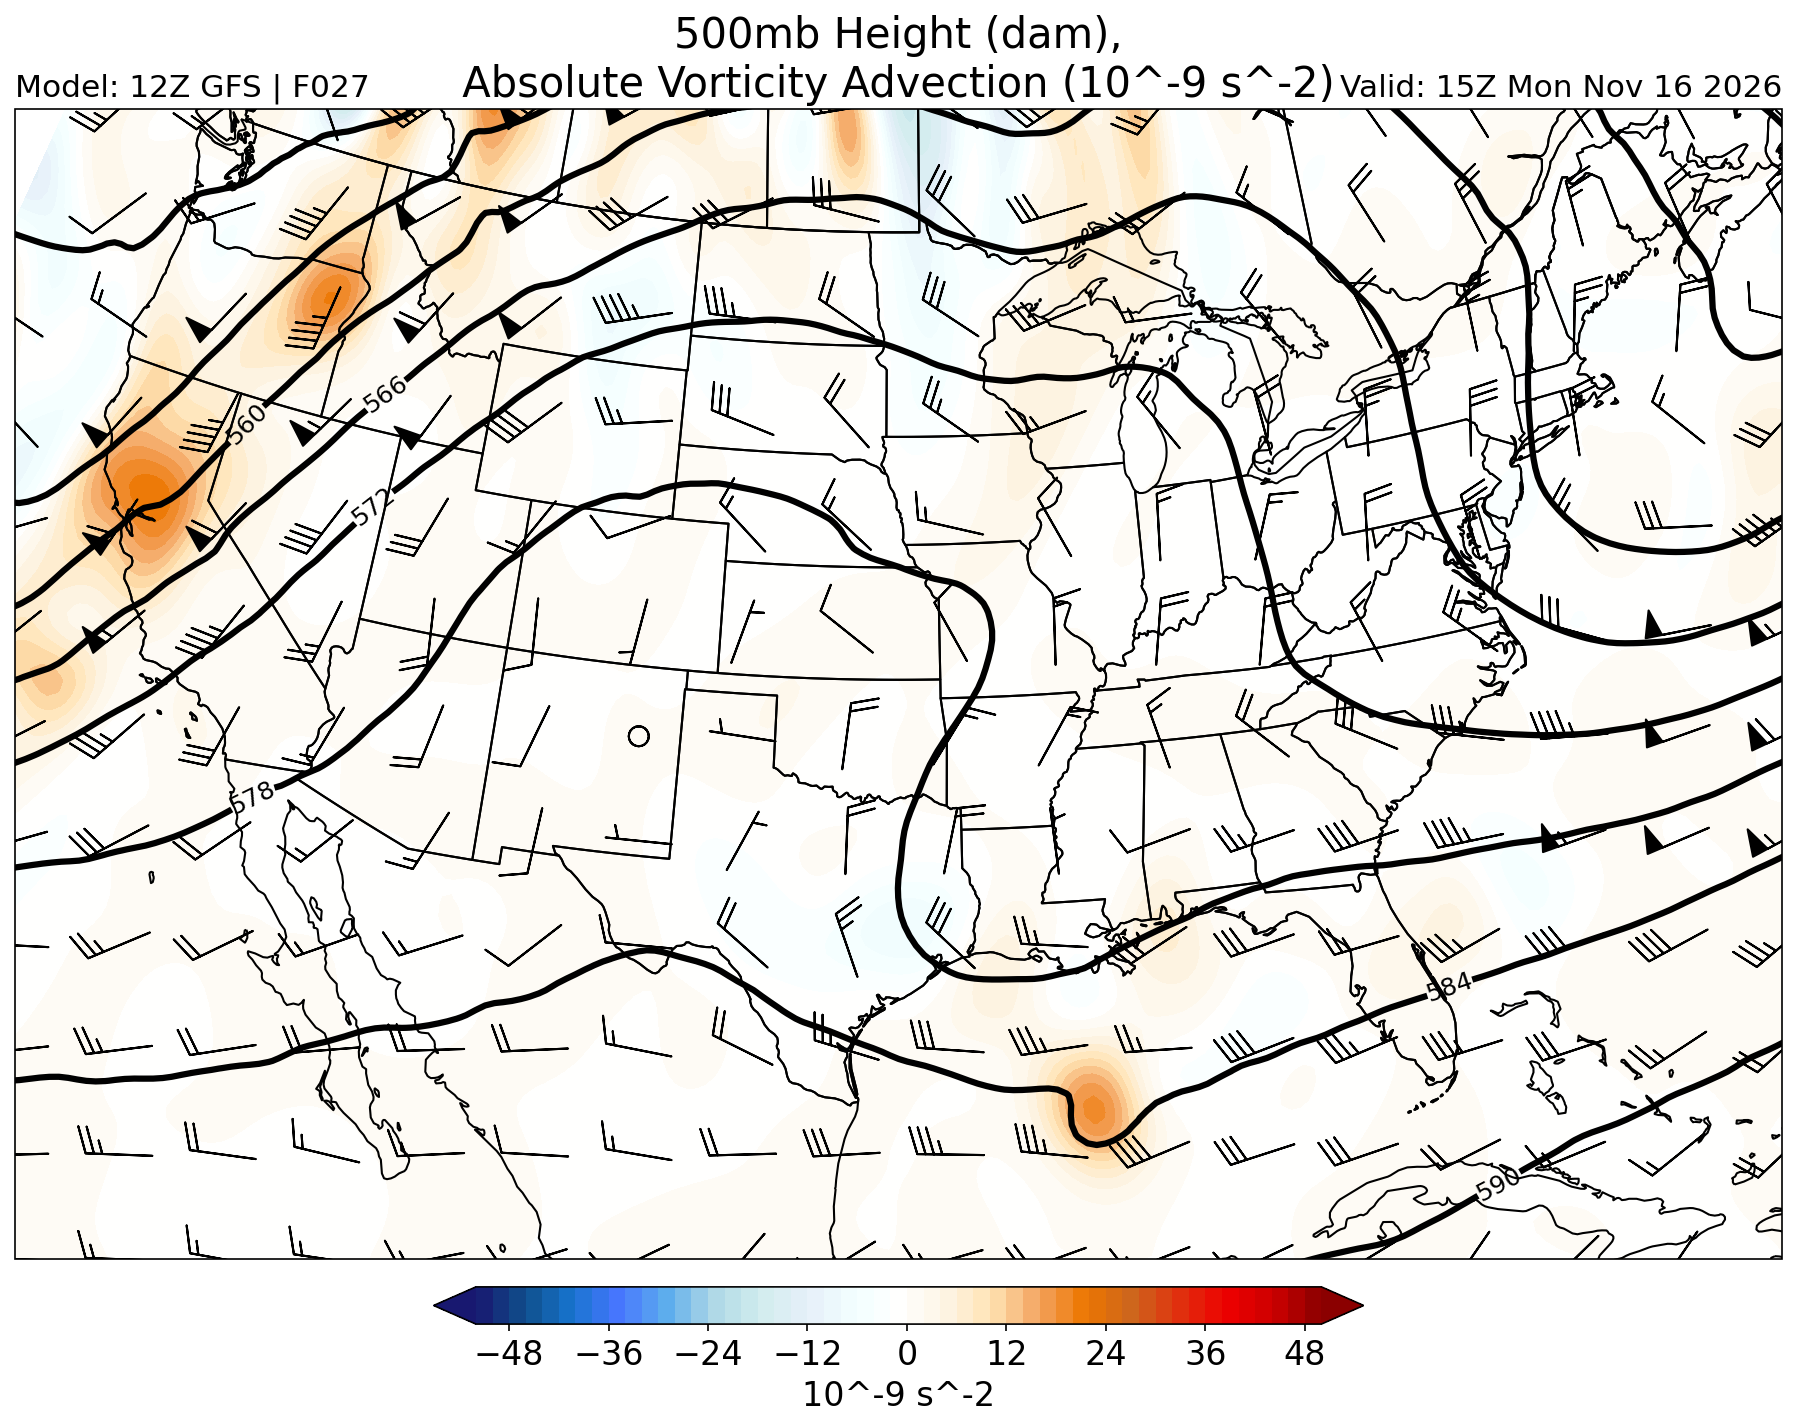 500mb Height (dam),
Model: 12Z GFS | F027
Absolute Vorticity Advection (10^-9 s^-2)
Valid: 15Z Mon Nov 16 2026
566
560
572
578
584
590
−48 −36 −24 −12 0 12 24 36 48
10^-9 s^-2